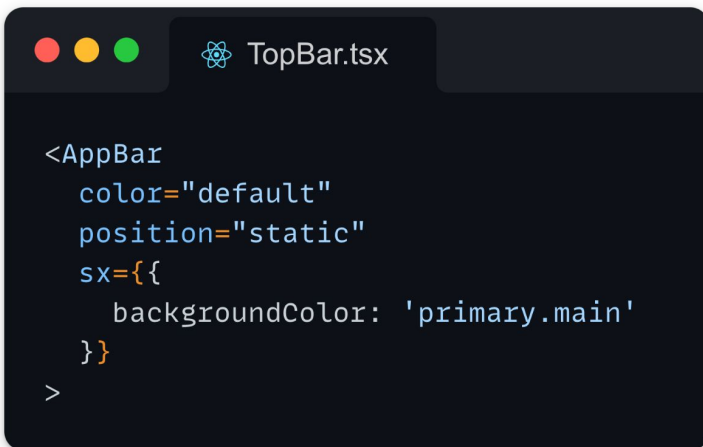 TopBar.tsx
<AppBar
  color="default"
  position="static"
  sx={{
    backgroundColor: 'primary.main'
  }}
>